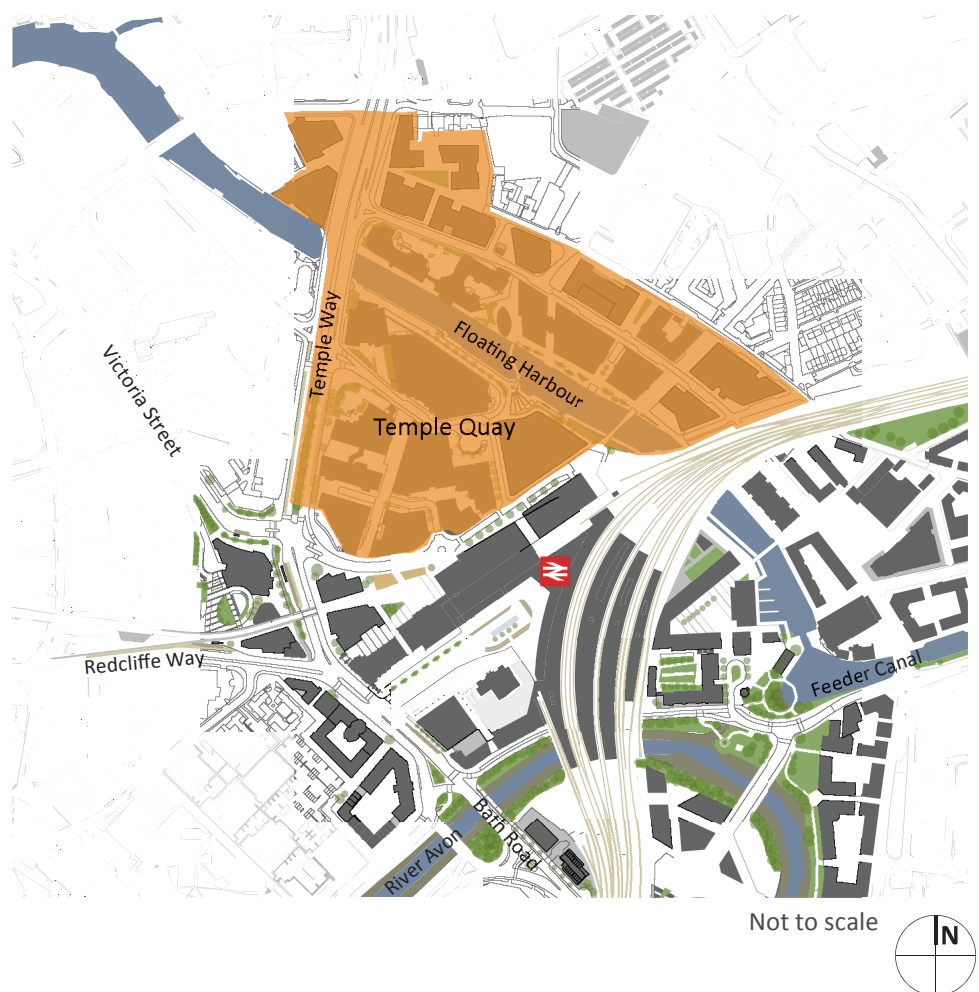 Temple Way
Floating Harbour
Victoria Street
Temple Quay
Redcliffe Way
Feeder Canal
Bath Road
River Avon
Not to scale
N